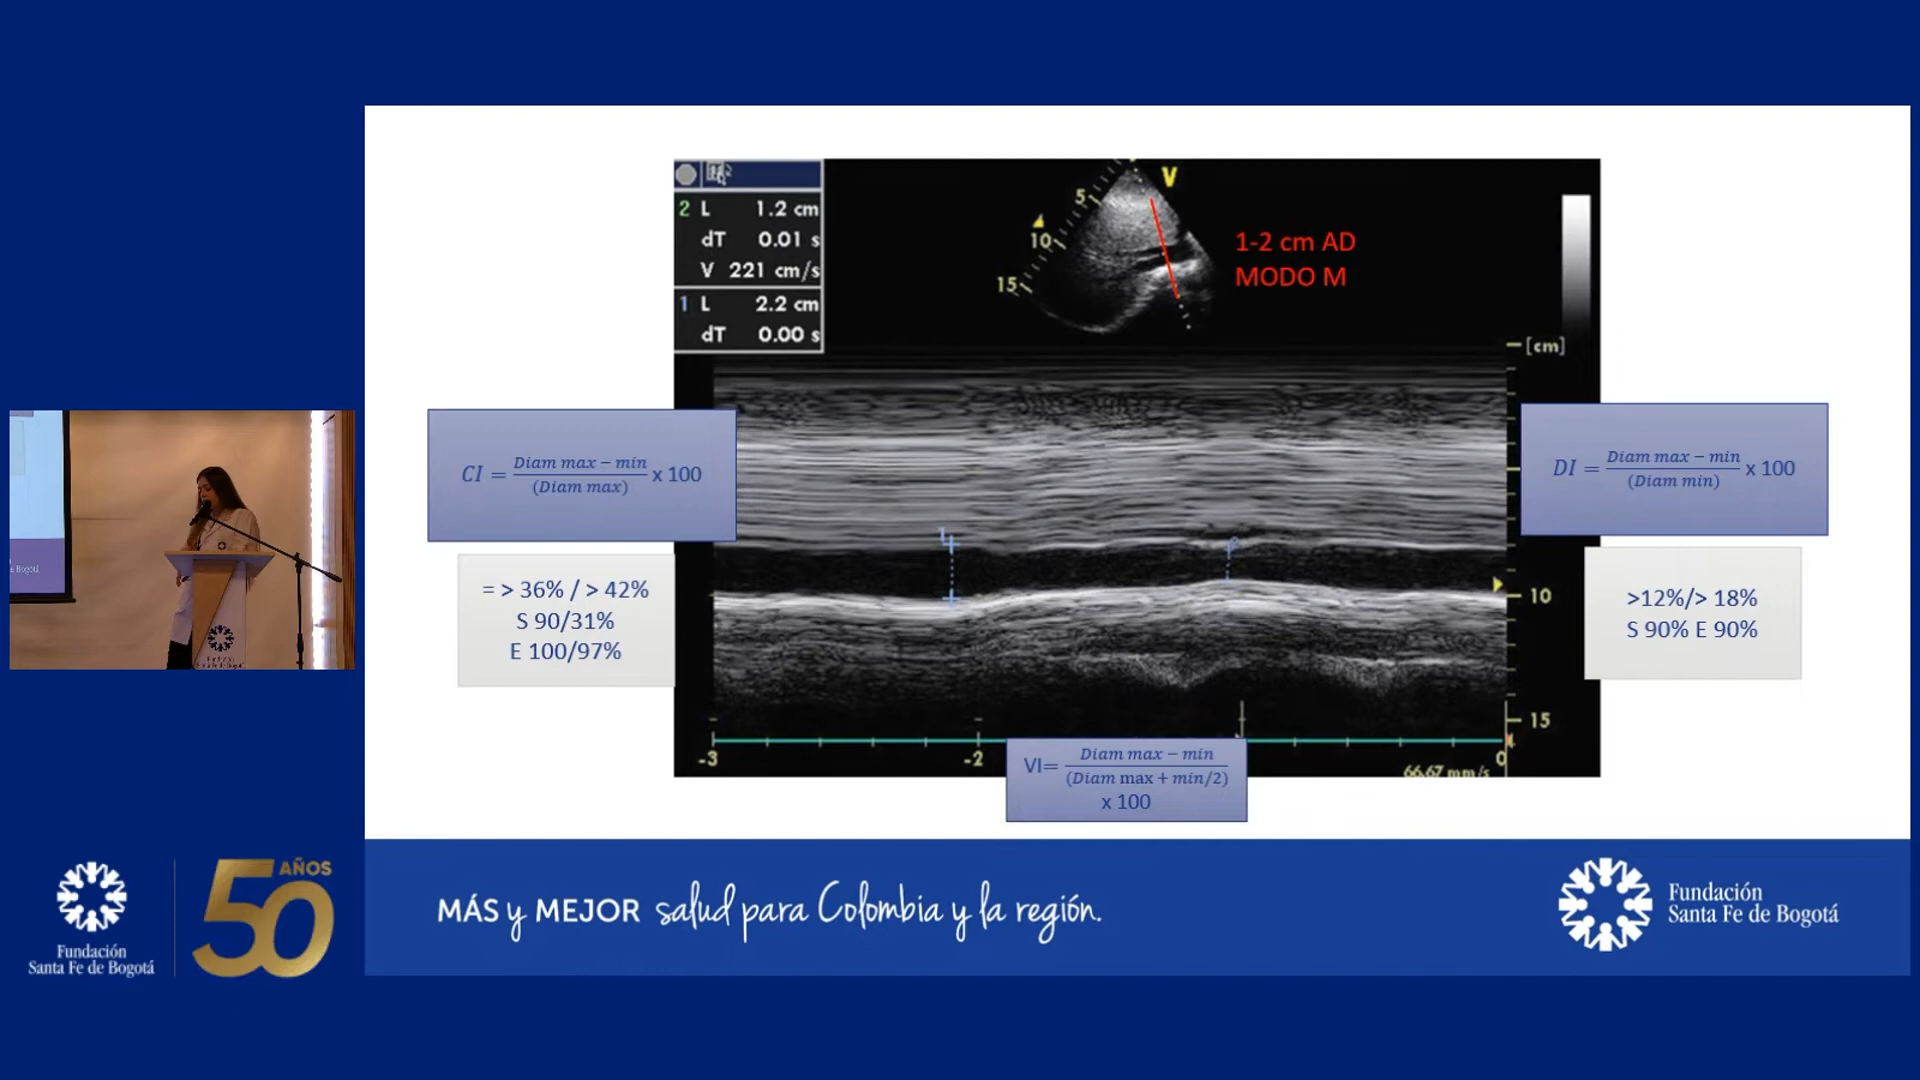 2 L 1.2 cm
dT 0.01 s
V 221 cm/s
1 L 2.2 cm
dT 0.00 s
V
5
10
15
1-2 cm AD
MODO M
[cm]
CI = Diam max − min / (Diam max) x 100
DI = Diam max − min / (Diam min) x 100
1
2
= > 36% / > 42%
S 90/31%
E 100/97%
10
>12%/> 18%
S 90% E 90%
15
-3
-2
0
66.67 mm/s
VI= Diam max − min / (Diam max + min/2)
x 100
Fundación
Santa Fe de Bogotá
50 AÑOS
MÁS y MEJOR salud para Colombia y la región.
Fundación
Santa Fe de Bogotá